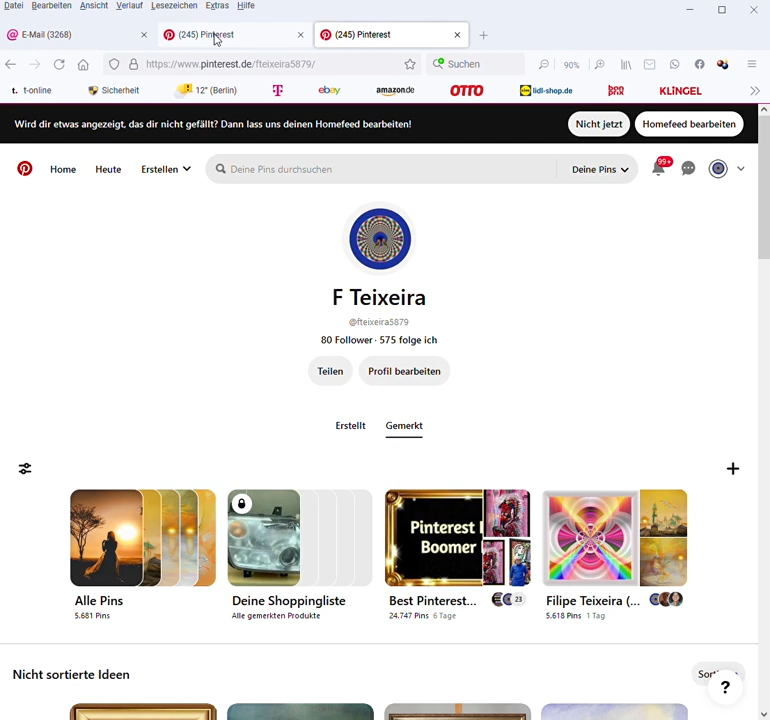 Datei Bearbeiten Ansicht Verlauf Lesezeichen Extras Hilfe
E-Mail (3268)
(245) Pinterest
(245) Pinterest
https://www.pinterest.de/fteixeira5879/
Suchen
90%
t-online
Sicherheit
12° (Berlin)
T
ebay
amazon.de
OTTO
lidl-shop.de
bon prix
KLiNGEL
Wird dir etwas angezeigt, das dir nicht gefällt? Dann lass uns deinen Homefeed bearbeiten!
Nicht jetzt
Homefeed bearbeiten
Home
Heute
Erstellen
Deine Pins durchsuchen
Deine Pins
99+
F Teixeira
@fteixeira5879
80 Follower · 575 folge ich
Teilen
Profil bearbeiten
Erstellt
Gemerkt
Pinterest
Boomer
Alle Pins
5.681 Pins
Deine Shoppingliste
Alle gemerkten Produkte
Best Pinterest...
23
24.747 Pins 6 Tage
Filipe Teixeira (...
5.618 Pins 1 Tag
Nicht sortierte Ideen
?